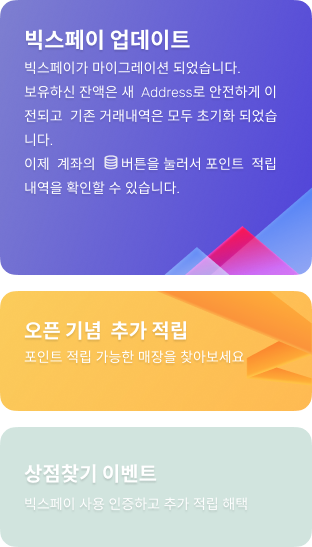 빅스페이 업데이트
빅스페이가 마이그레이션 되었습니다.
보유하신 잔액은 새 Address로 안전하게 이
전되고 기존 거래내역은 모두 초기화 되었습
니다.
이제 계좌의 버튼을 눌러서 포인트 적립
내역을 확인할 수 있습니다.
오픈 기념 추가 적립
포인트 적립 가능한 매장을 찾아보세요
상점찾기 이벤트
빅스페이 사용 인증하고 추가 적립 혜택